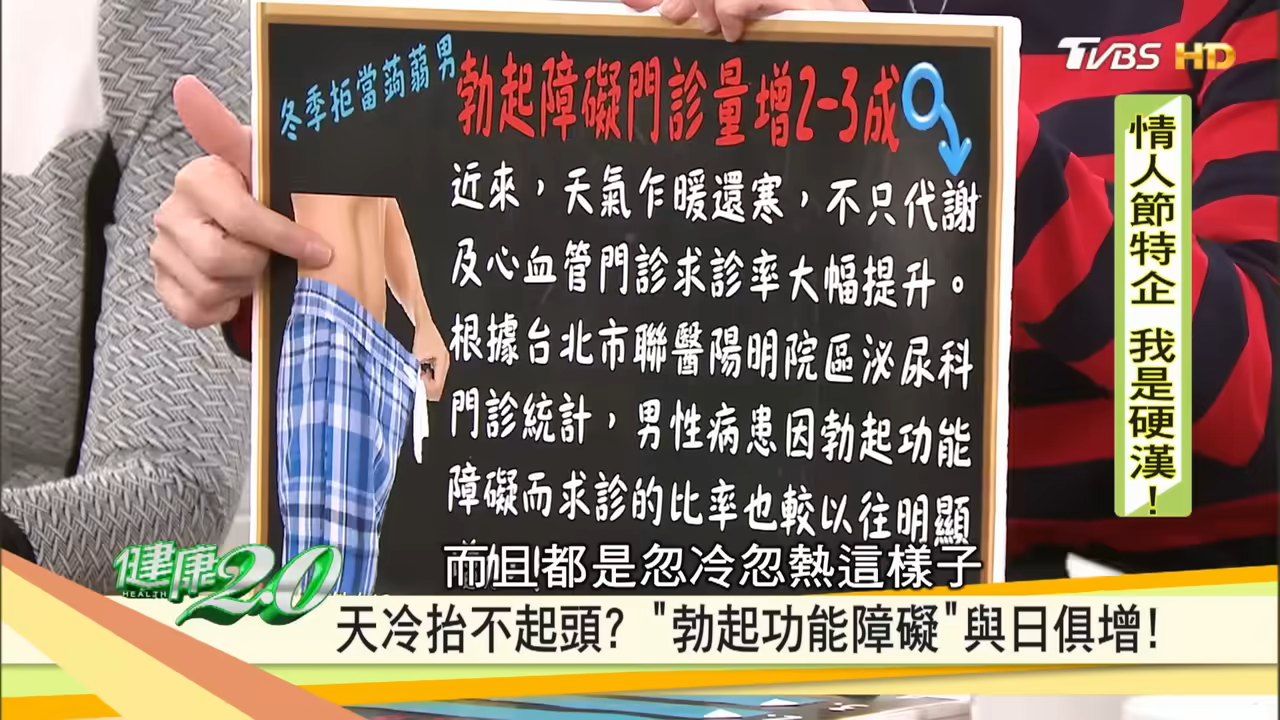 TVBS HD
冬季拒當蒟蒻男
勃起障礙門診量增2-3成
近來，天氣乍暖還寒，不只代謝
及心血管門診求診率大幅提升。
根據台北市聯醫陽明院區泌尿科
門診統計，男性病患因勃起功能
障礙而求診的比率也較以往明顯
情人節特企 我是硬漢！
而且都是忽冷忽熱這樣子
健康2.0
HEALTH
天冷抬不起頭？"勃起功能障礙"與日俱增！